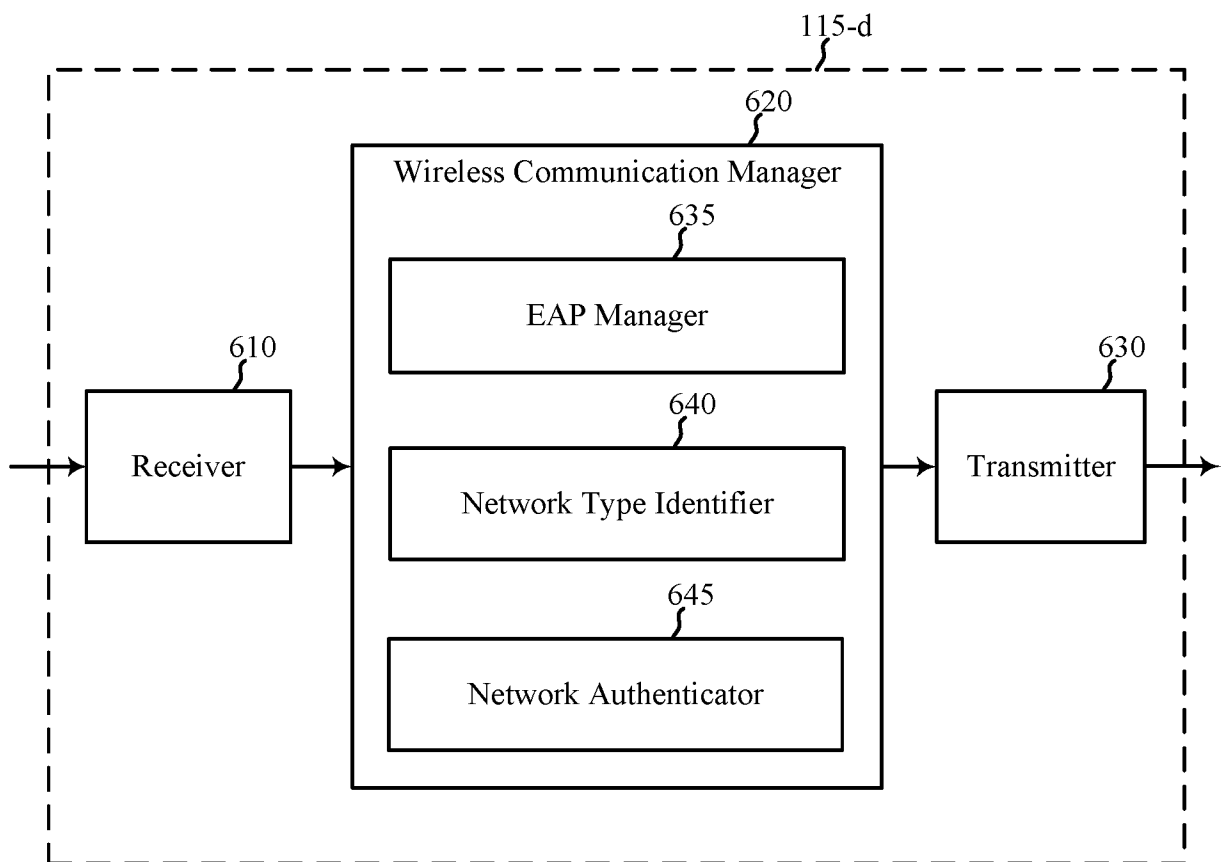 115-d
620
Wireless Communication Manager
635
EAP Manager
610
Receiver
640
Network Type Identifier
630
Transmitter
645
Network Authenticator